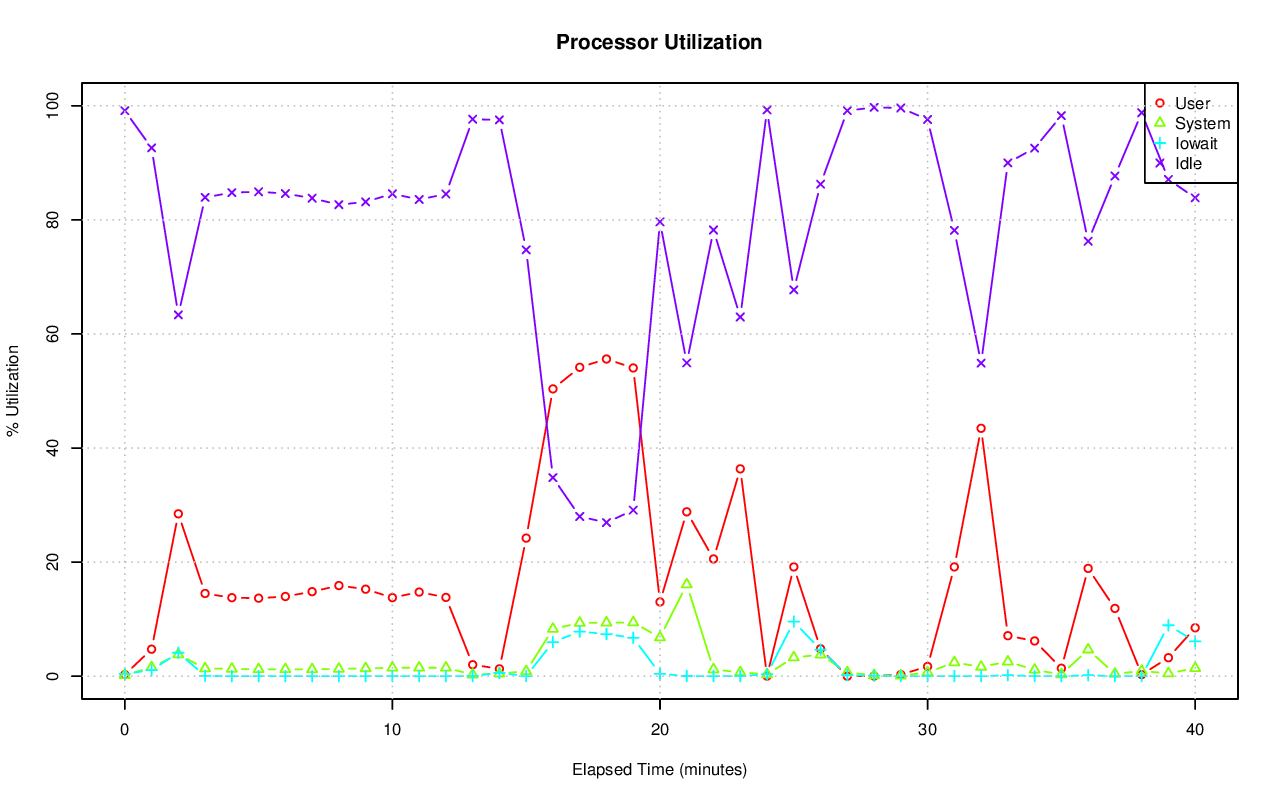 Processor Utilization
% Utilization
100
80
60
40
20
0
User
System
Iowait
Idle
0 10 20 30 40
Elapsed Time (minutes)